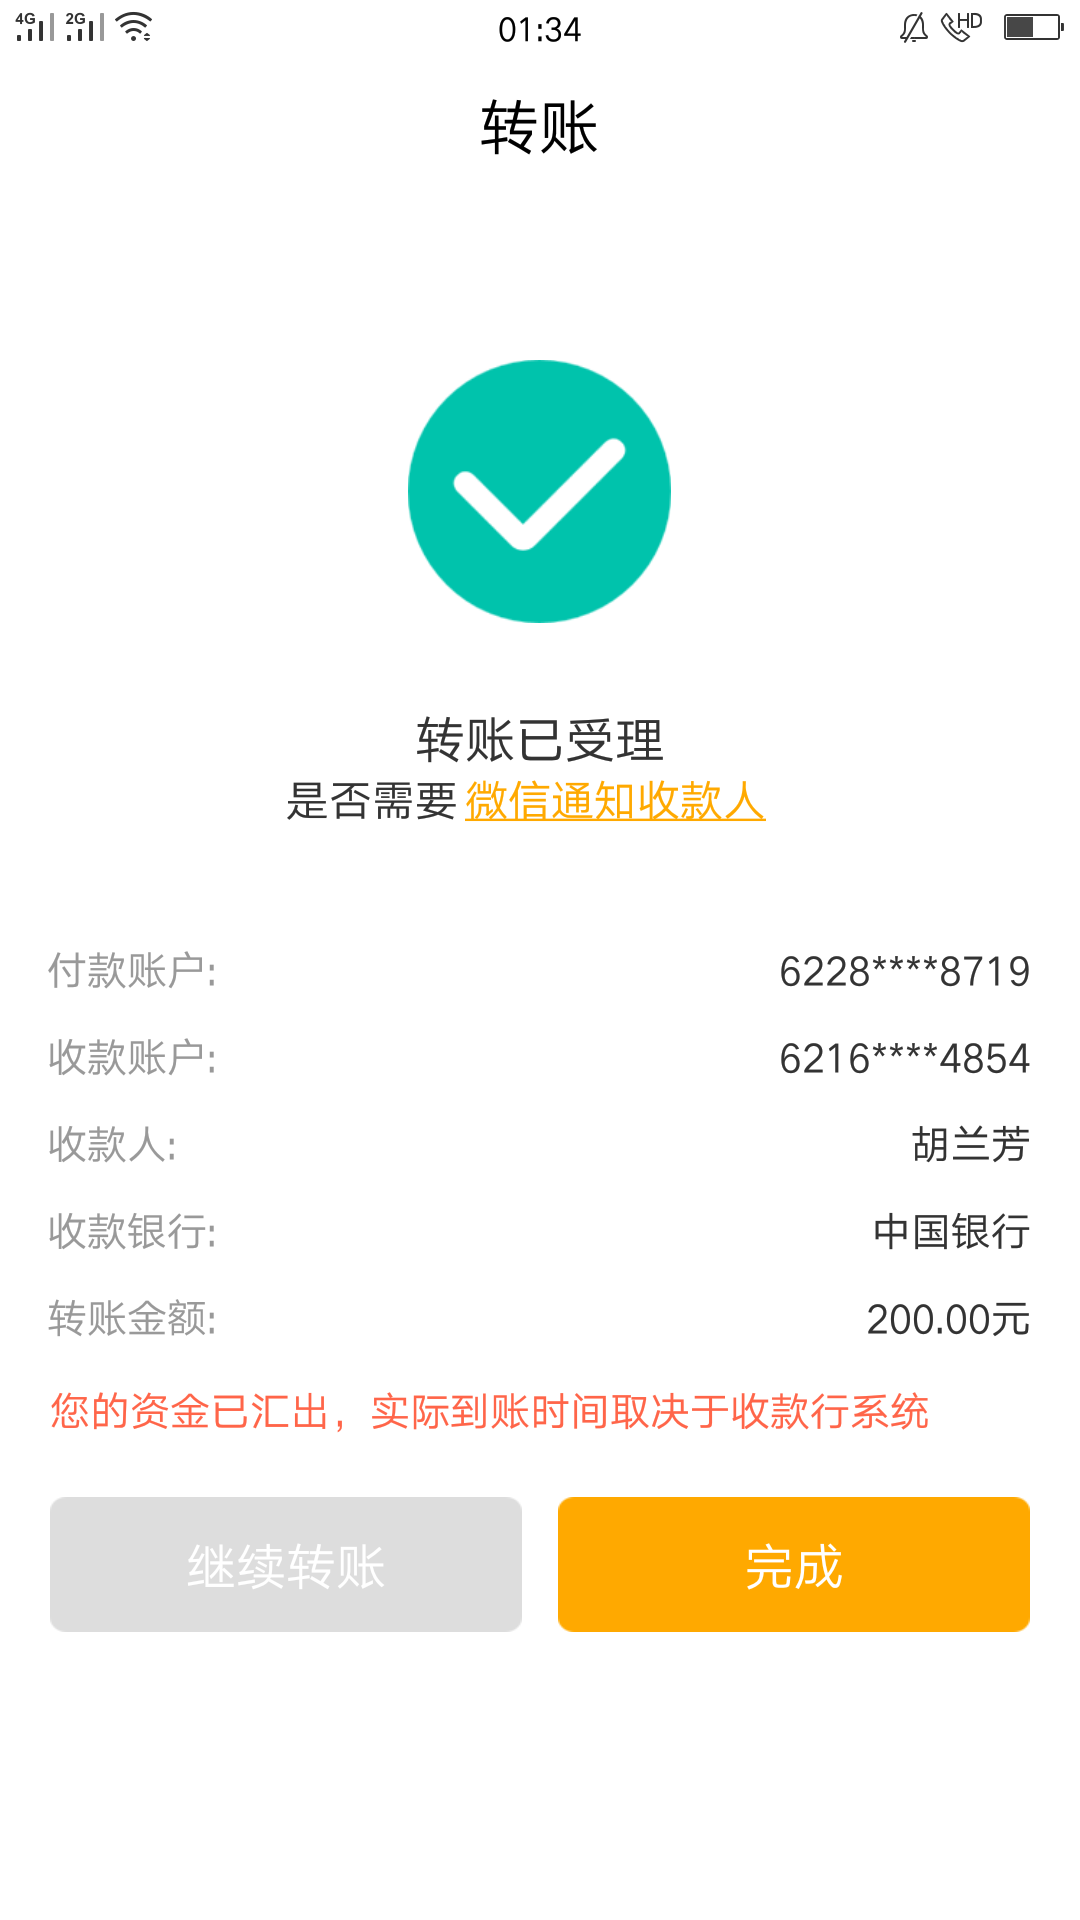 4G 2G 01:34 HD
转账
转账已受理
是否需要 微信通知收款人
付款账户: 6228****8719
收款账户: 6216****4854
收款人: 胡兰芳
收款银行: 中国银行
转账金额: 200.00元
您的资金已汇出，实际到账时间取决于收款行系统
继续转账 完成